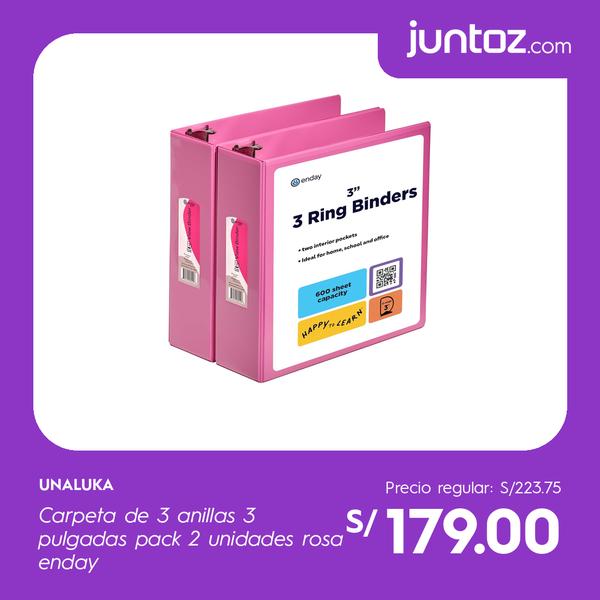 juntoz.com
enday
3”
3 Ring Binders
• two interior pockets
• Ideal for home, school and office
600 sheet
capacity
3"
HAPPY TO LEARN
UNALUKA
Precio regular: S/223.75
Carpeta de 3 anillas 3
pulgadas pack 2 unidades rosa
enday
S/179.00